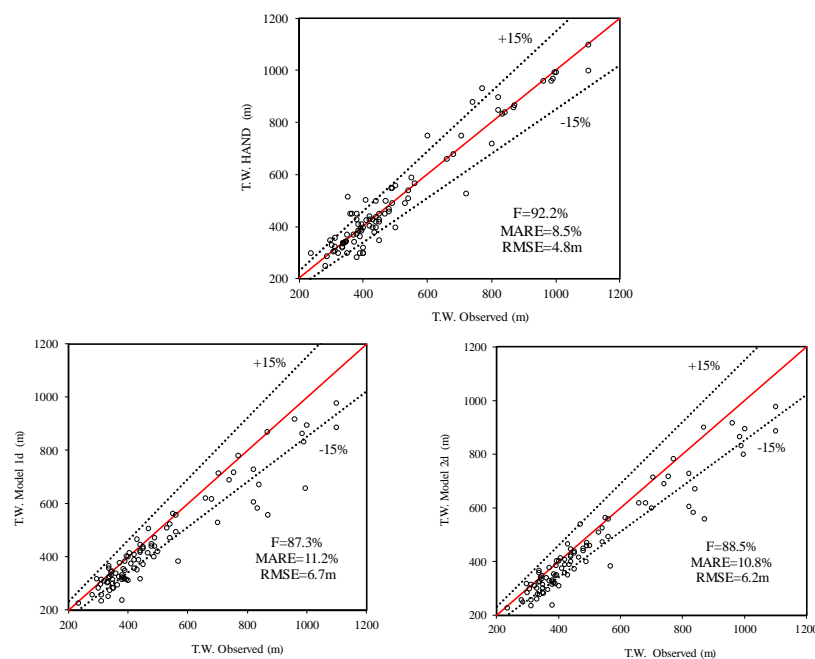 1200
+15%
1000
800
-15%
T.W. HAND (m)
600
400
F=92.2%
MARE=8.5%
RMSE=4.8m
200
200 400 600 800 1000 1200
T.W. Observed (m)
1200
+15%
1000
800
-15%
T.W. Model 1d (m)
600
400
F=87.3%
MARE=11.2%
RMSE=6.7m
200
200 400 600 800 1000 1200
T.W. Observed (m)
1200
+15%
1000
800
-15%
T.W. Model 2d (m)
600
400
F=88.5%
MARE=10.8%
RMSE=6.2m
200
200 400 600 800 1000 1200
T.W. Observed (m)